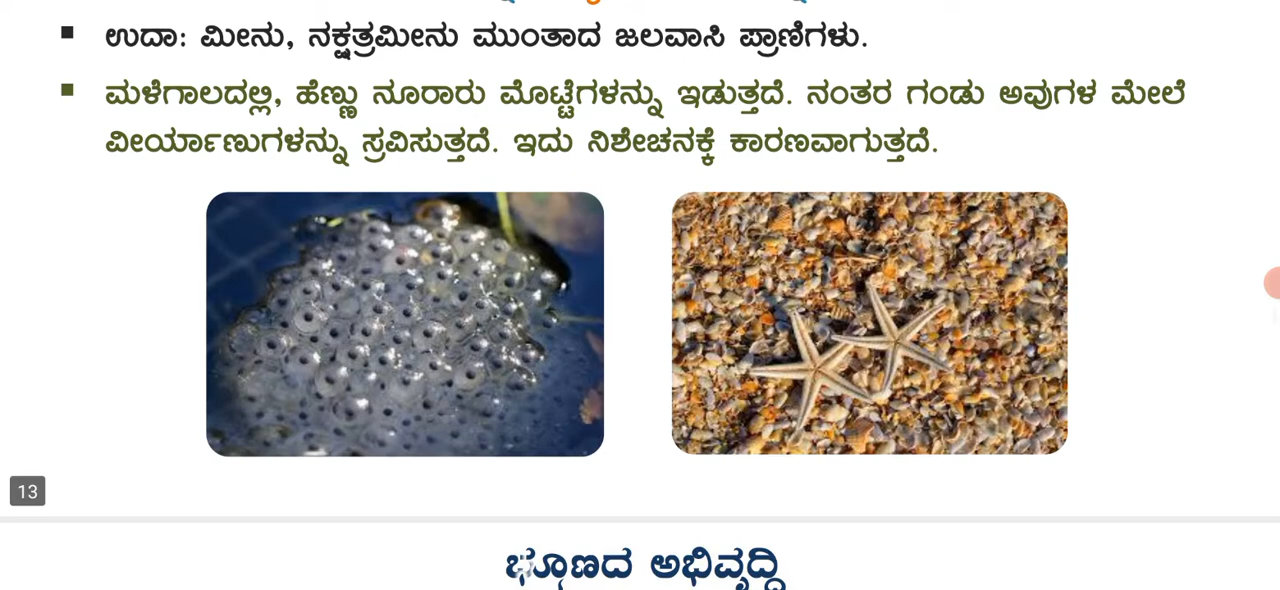 ಉದಾ: ಮೀನು, ನಕ್ಷತ್ರಮೀನು ಮುಂತಾದ ಜಲವಾಸಿ ಪ್ರಾಣಿಗಳು.
ಮಳೆಗಾಲದಲ್ಲಿ, ಹೆಣ್ಣು ನೂರಾರು ಮೊಟ್ಟೆಗಳನ್ನು ಇಡುತ್ತದೆ. ನಂತರ ಗಂಡು ಅವುಗಳ ಮೇಲೆ
ವೀರ್ಯಾಣುಗಳನ್ನು ಸ್ರವಿಸುತ್ತದೆ. ಇದು ನಿಶೇಚನಕ್ಕೆ ಕಾರಣವಾಗುತ್ತದೆ.
13
ಭ್ರೂಣದ ಅಭಿವೃದ್ಧಿ